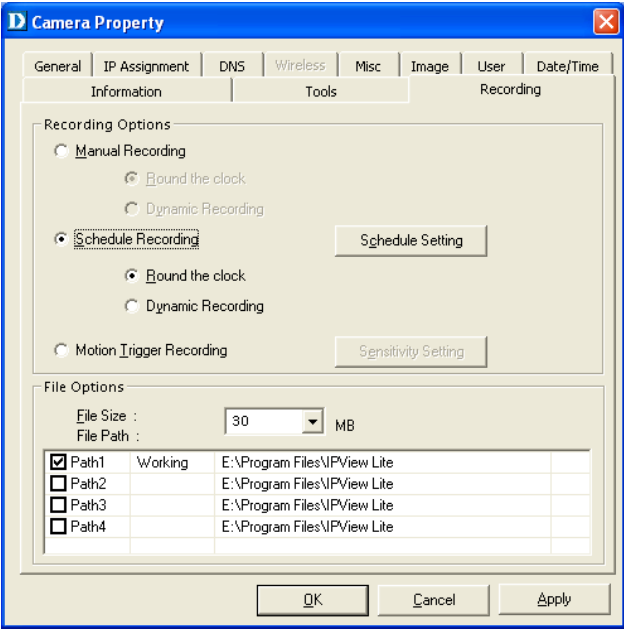 D Camera Property
General IP Assignment DNS Wireless Misc Image User Date/Time
Information Tools Recording
Recording Options
Manual Recording
Round the clock
Dynamic Recording
Schedule Recording Schedule Setting
Round the clock
Dynamic Recording
Motion Trigger Recording Sensitivity Setting
File Options
File Size : 30 MB
File Path :
Path1 Working E:\Program Files\IPView Lite
Path2 E:\Program Files\IPView Lite
Path3 E:\Program Files\IPView Lite
Path4 E:\Program Files\IPView Lite
OK Cancel Apply